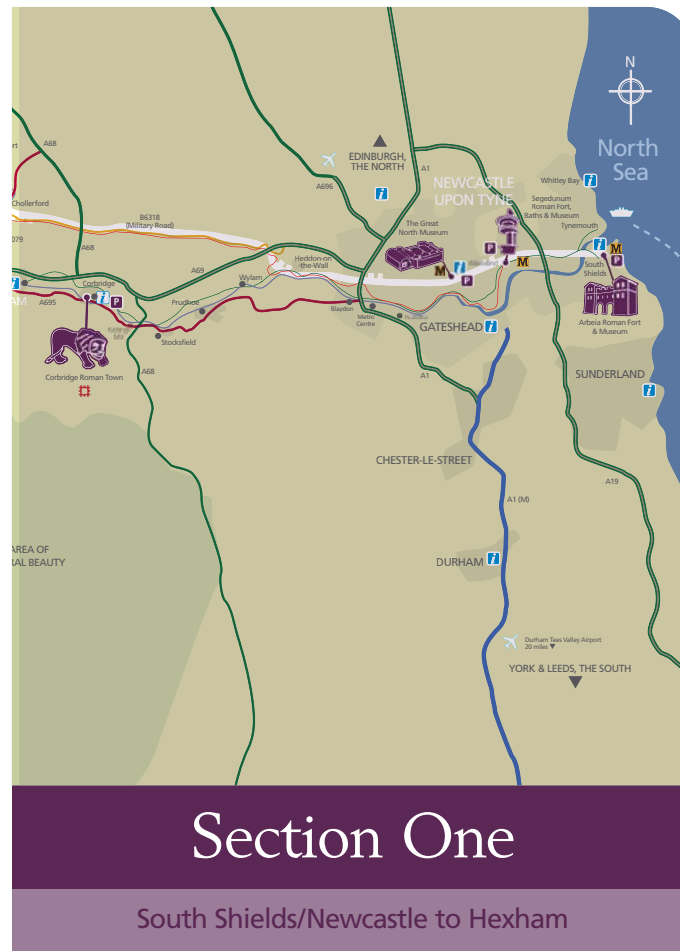 N
North
Sea
A68
EDINBURGH,
THE NORTH
A1
A696
NEWCASTLE
UPON TYNE
Whitley Bay
Segedunum
Roman Fort,
Baths & Museum
Tynemouth
Chollerford
B6318
(Military Road)
The Great
North Museum
M
P
M
P
M
P
South
Shields
079
A68
A69
Heddon-on
-the-Wall
Wylam
Corbridge
P
A695
Prudhoe
Blaydon
Metro
Centre
GATESHEAD
Arbeia Roman Fort
& Museum
Stocksfield
Corbridge Roman Town
A68
A1
SUNDERLAND
CHESTER-LE-STREET
A19
A1 (M)
AREA OF
RAL BEAUTY
DURHAM
Durham Tees Valley Airport
20 miles
YORK & LEEDS, THE SOUTH
Section One
South Shields/Newcastle to Hexham